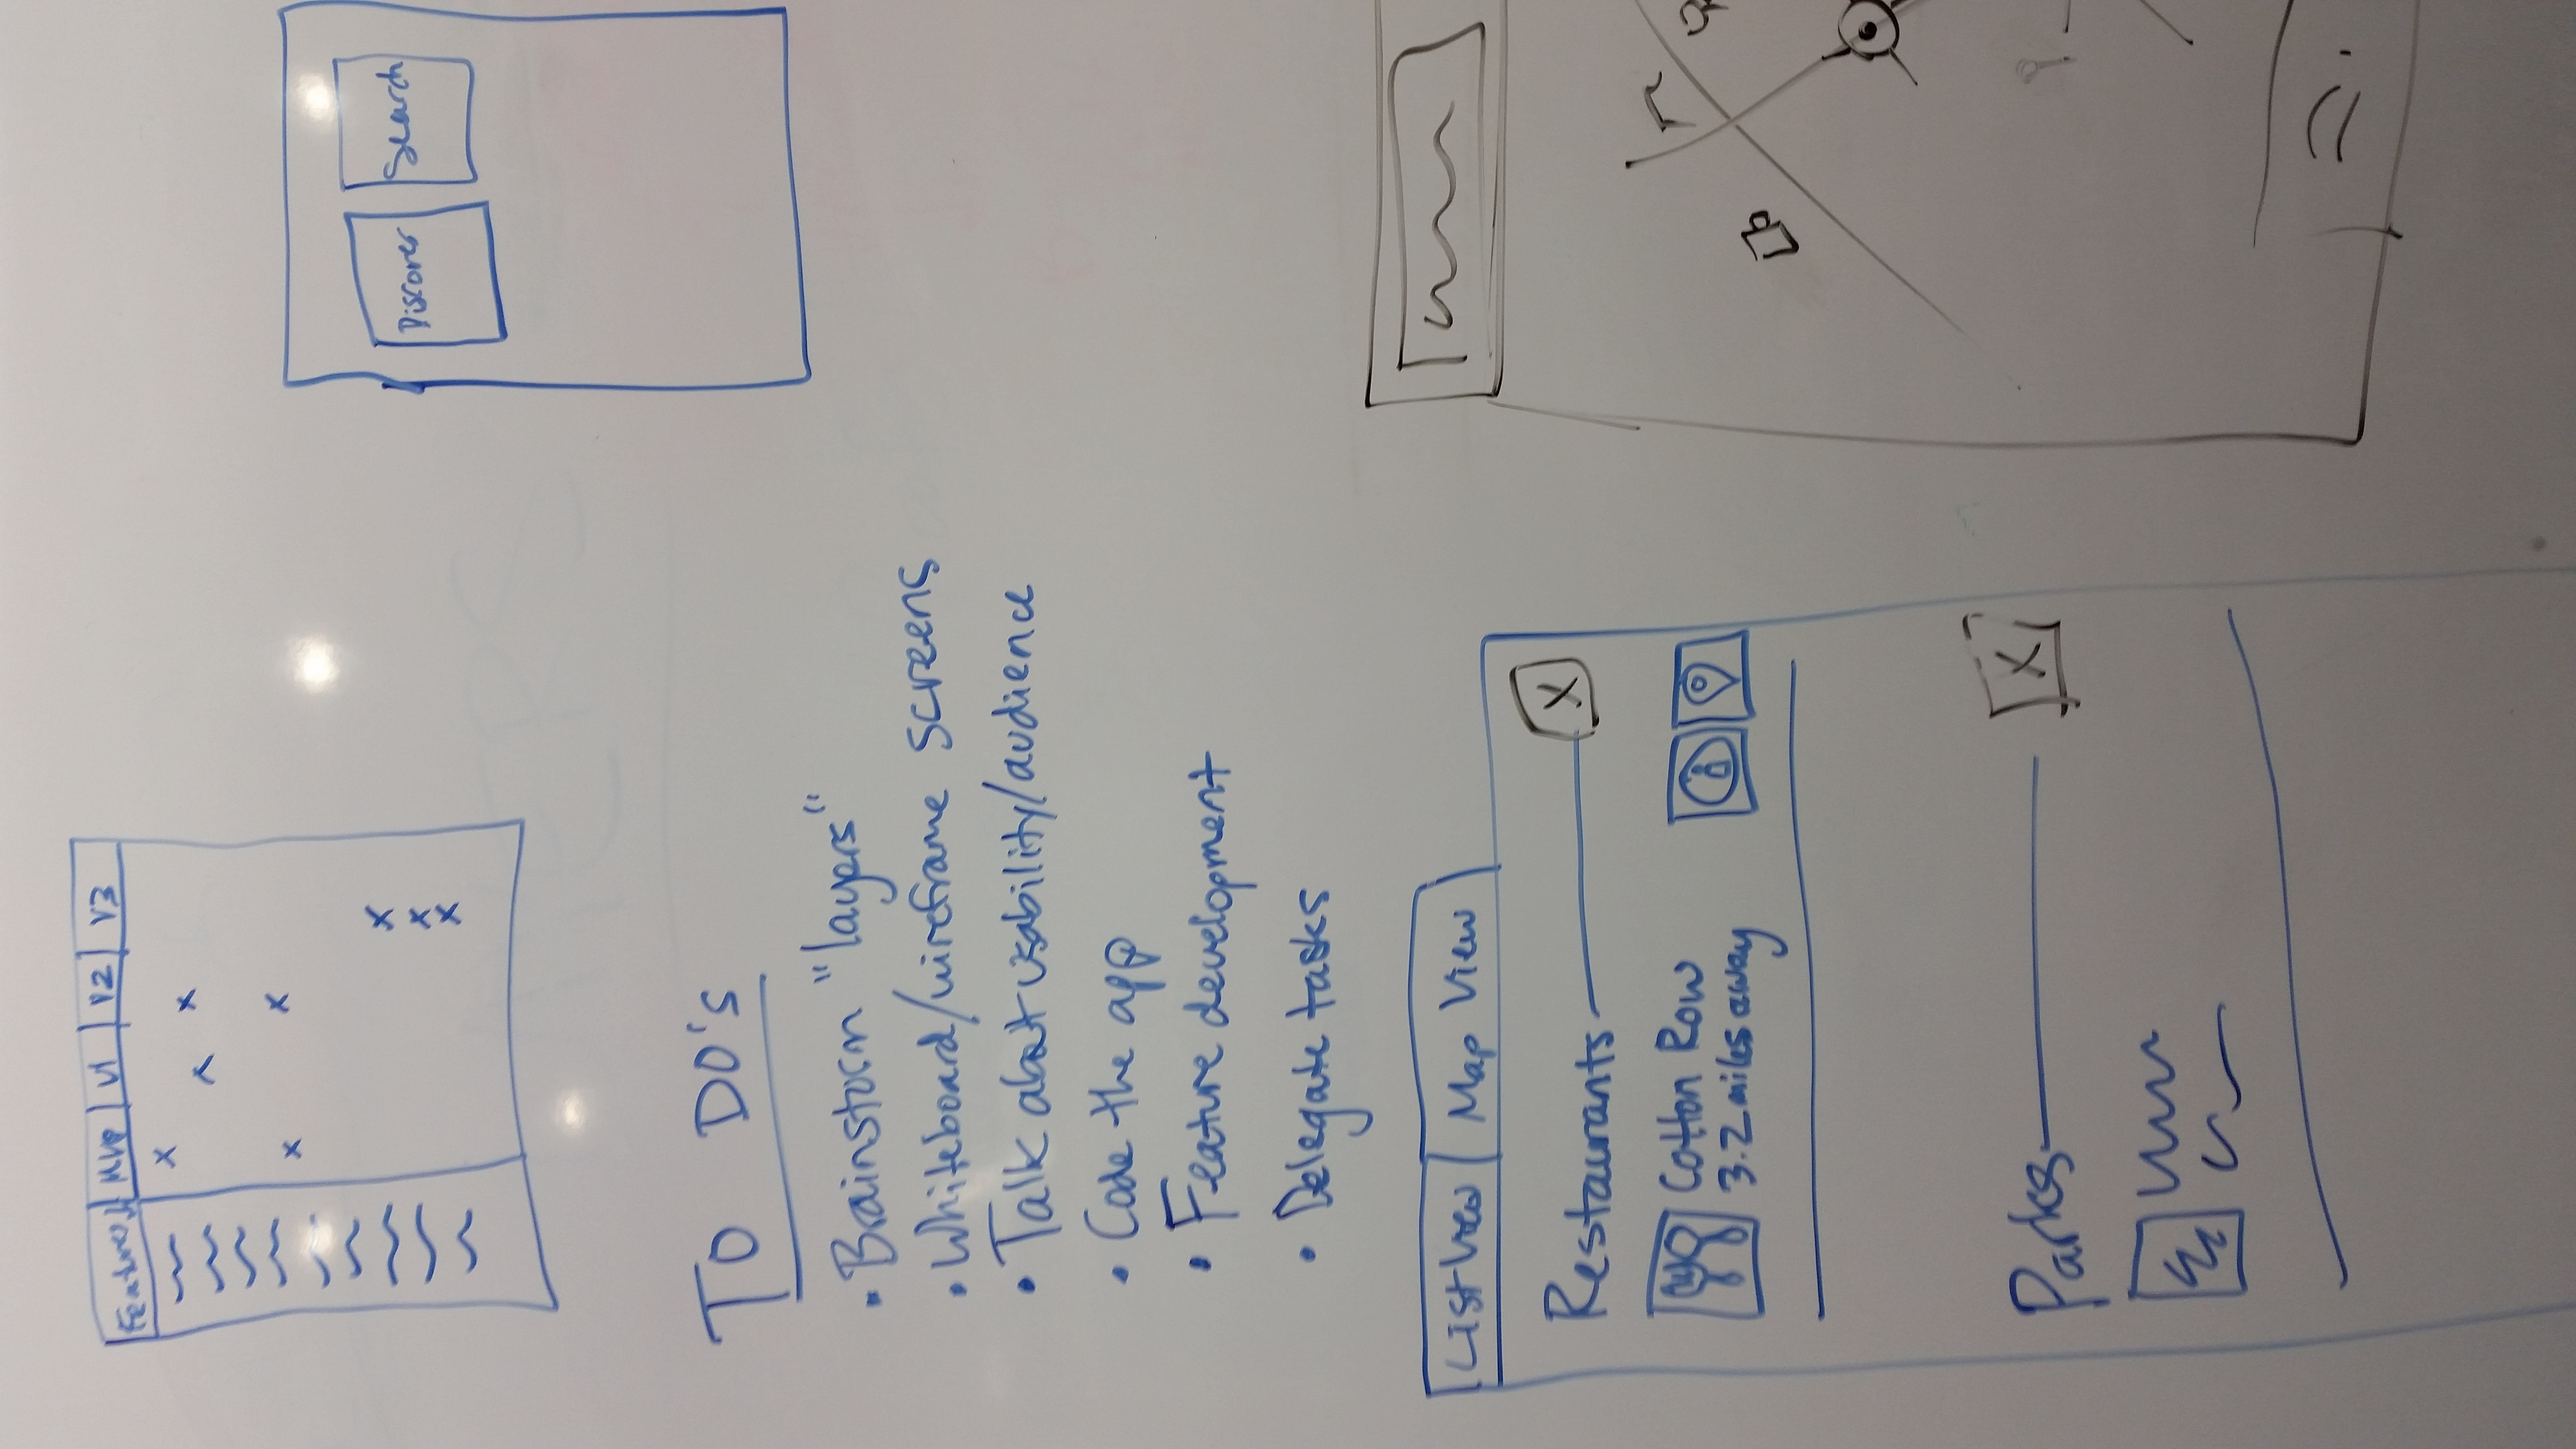 Features MVP V1 V2 V3
x
x
x
x
x
x
x
x
Discover Search
TO DO'S
• Brainstorm "layers"
• Whiteboard/wireframe screens
• Talk about usability/audience
• Code the app
• Feature development
• Delegate tasks
List View Map View
Restaurants X
Cotton Row
3.2 miles away
i
Parks X